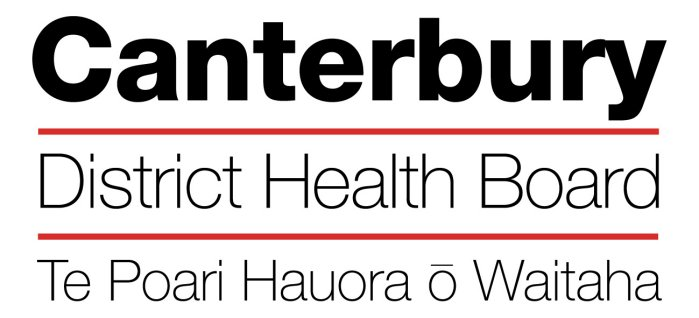 Canterbury
District Health Board
Te Poari Hauora ō Waitaha